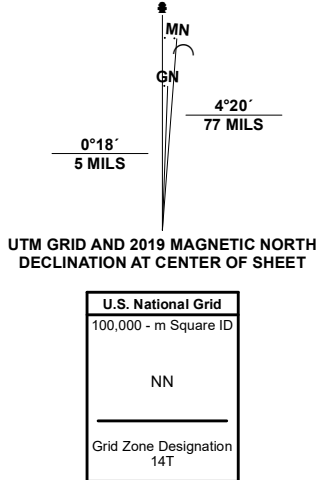 MN
GN
4°20´
77 MILS
0°18´
5 MILS
UTM GRID AND 2019 MAGNETIC NORTH
DECLINATION AT CENTER OF SHEET
U.S. National Grid
100,000 - m Square ID
NN
Grid Zone Designation
14T